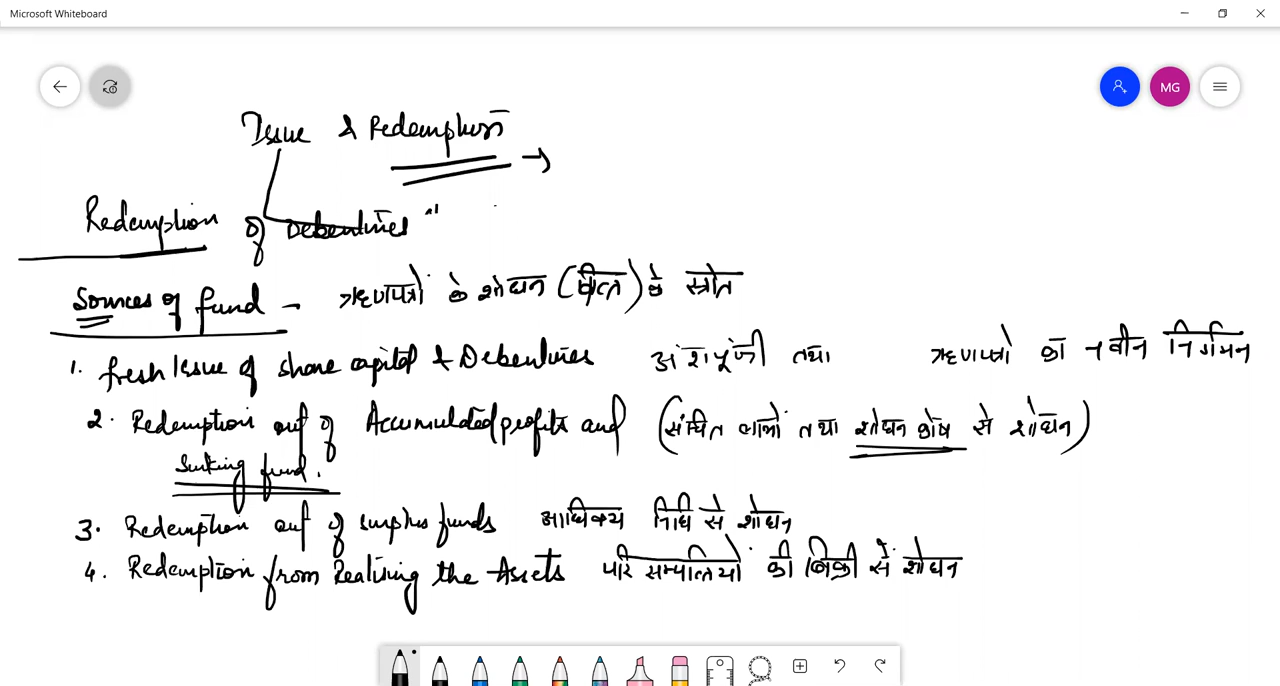 Microsoft Whiteboard
MG
Issue & Redemption
Redemption of Debentures "
Sources of fund - ऋणपत्रों के शोधन (वित्त) के स्त्रोत
1. fresh Issue of share capital & Debentures अंशपूंजी तथा ऋणपत्रों का नवीन निर्गमन
2. Redemption out of Accumulated profits and (संचित लाभों तथा शोधन कोष से शोधन)
Sinking fund.
3. Redemption out of surplus funds आधिक्य निधि से शोधन
4. Redemption from Realising the Assets परिसम्पत्तियों की बिक्री से शोधन